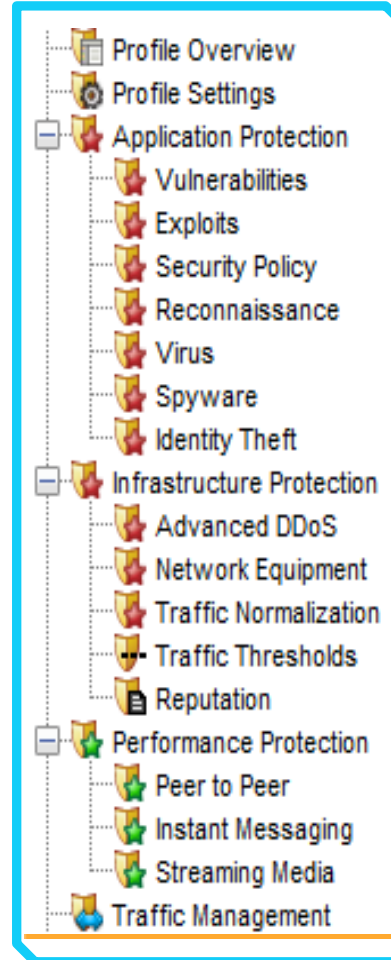 Profile Overview
Profile Settings
Application Protection
Vulnerabilities
Exploits
Security Policy
Reconnaissance
Virus
Spyware
Identity Theft
Infrastructure Protection
Advanced DDoS
Network Equipment
Traffic Normalization
Traffic Thresholds
Reputation
Performance Protection
Peer to Peer
Instant Messaging
Streaming Media
Traffic Management